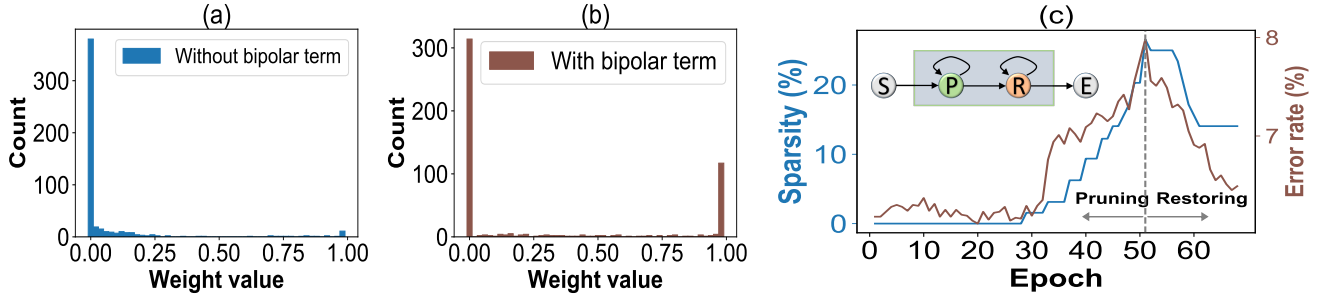 (a)
Without bipolar term
Count
300
200
100
0
0.00 0.25 0.50 0.75 1.00
Weight value
(b)
With bipolar term
Count
300
200
100
0
0.00 0.25 0.50 0.75 1.00
Weight value
(c)
Sparsity (%)
20
10
0
S P R E
Pruning Restoring
8
7
Error rate (%)
0 10 20 30 40 50 60
Epoch